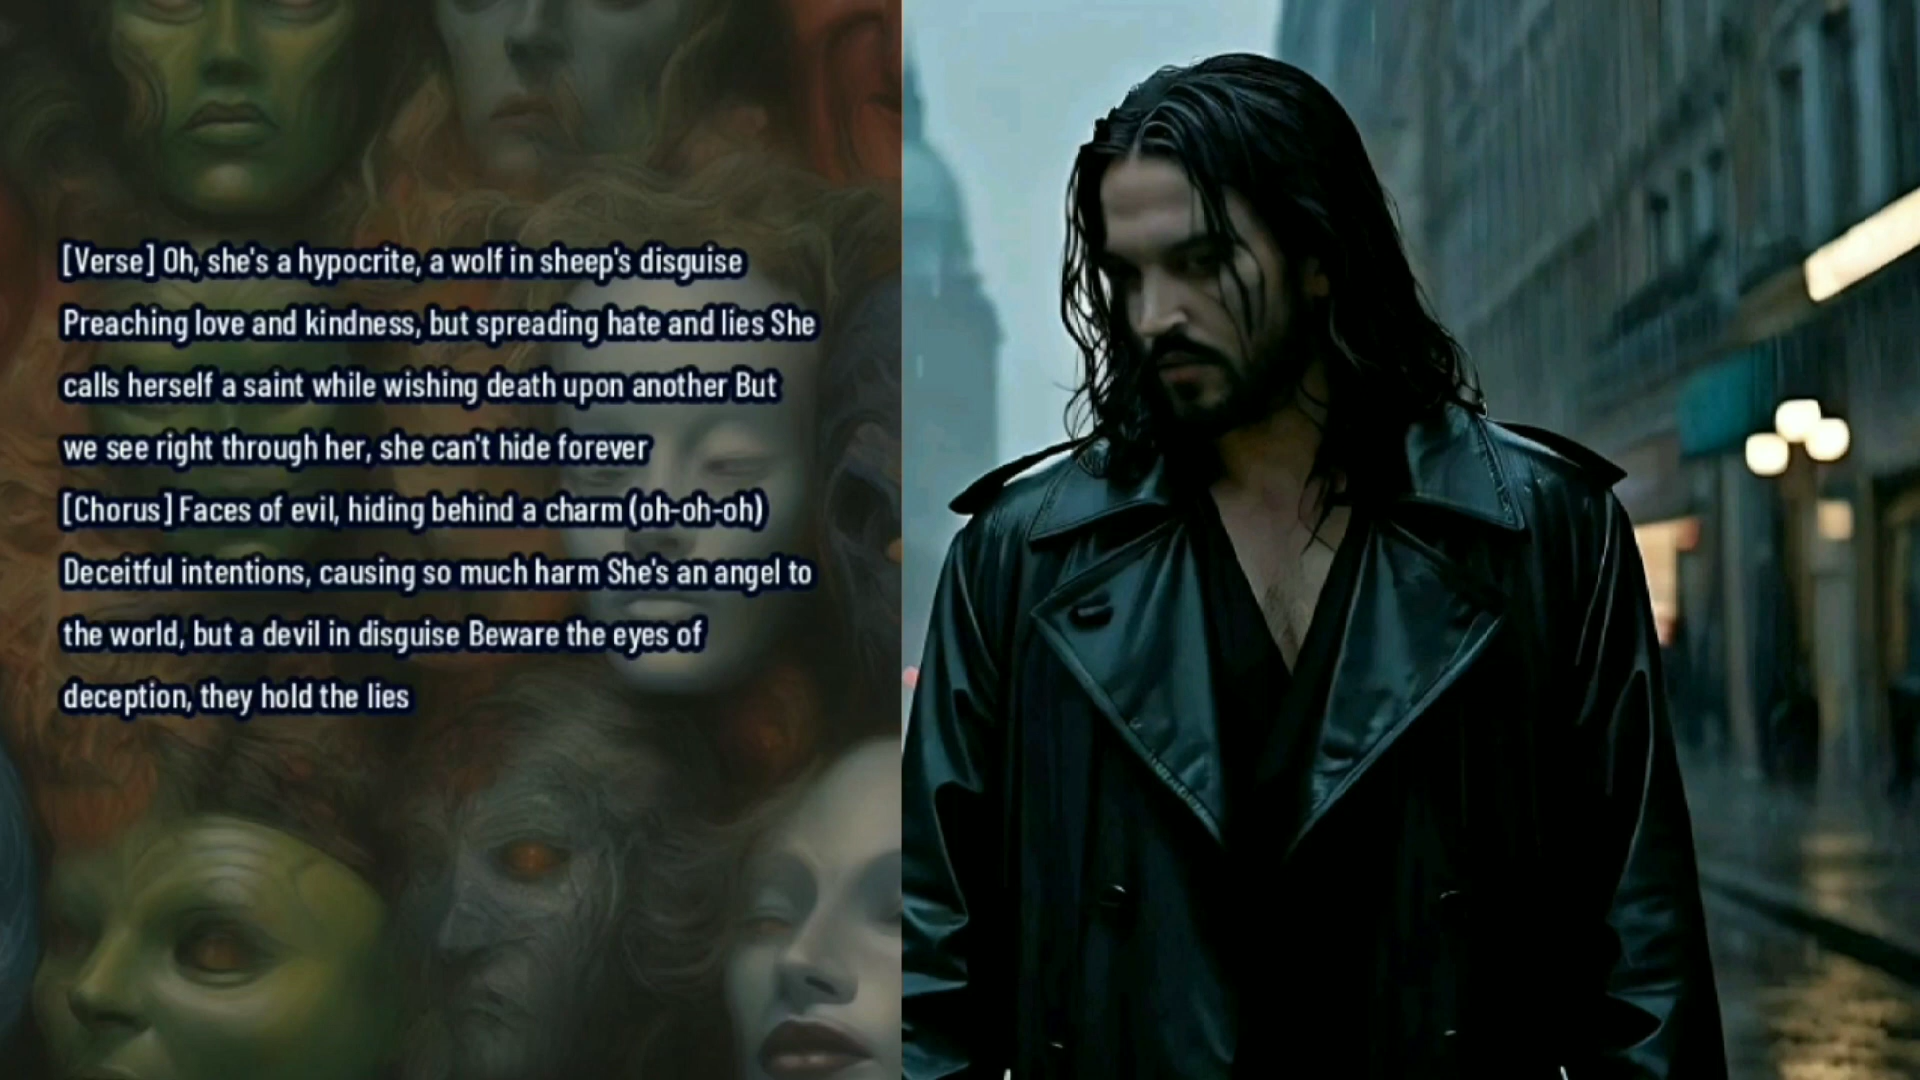 [Verse] Oh, she's a hypocrite, a wolf in sheep's disguise
Preaching love and kindness, but spreading hate and lies She
calls herself a saint while wishing death upon another But
we see right through her, she can't hide forever
[Chorus] Faces of evil, hiding behind a charm (oh-oh-oh)
Deceitful intentions, causing so much harm She's an angel to
the world, but a devil in disguise Beware the eyes of
deception, they hold the lies